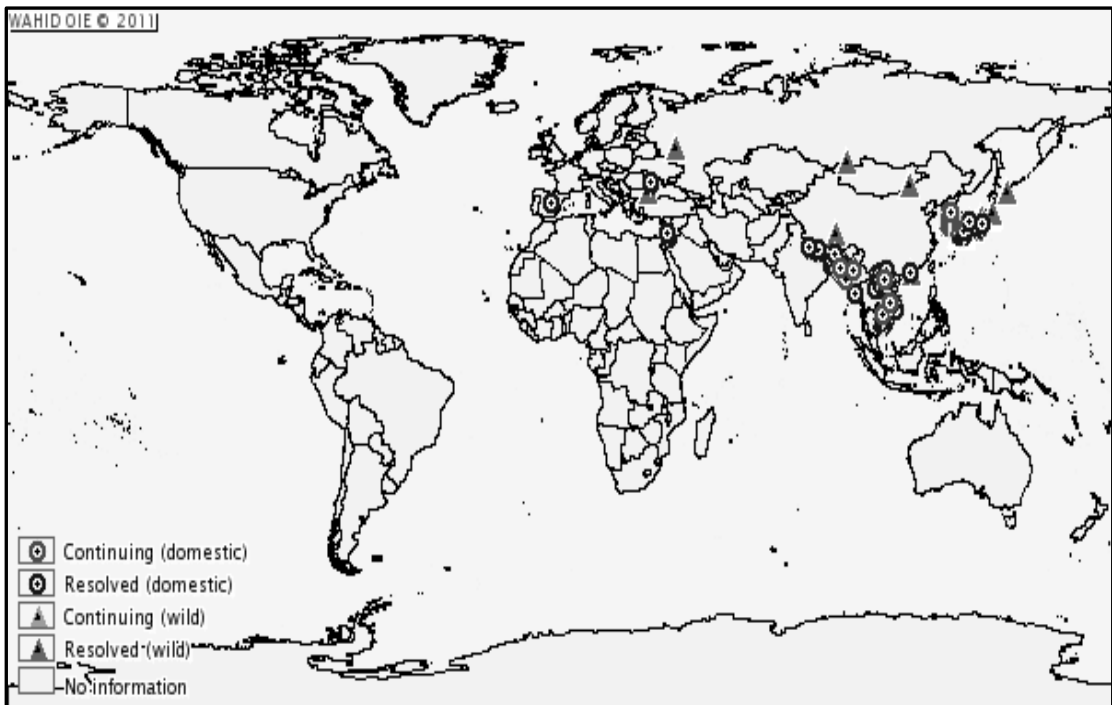 WAHID OIE © 2011
Continuing (domestic)
Resolved (domestic)
Continuing (wild)
Resolved (wild)
No information